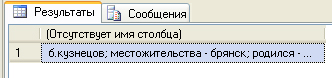 Результаты Сообщения
(Отсутствует имя столбца)
1 б.кузнецов; местожительства - брянск; родился - ...